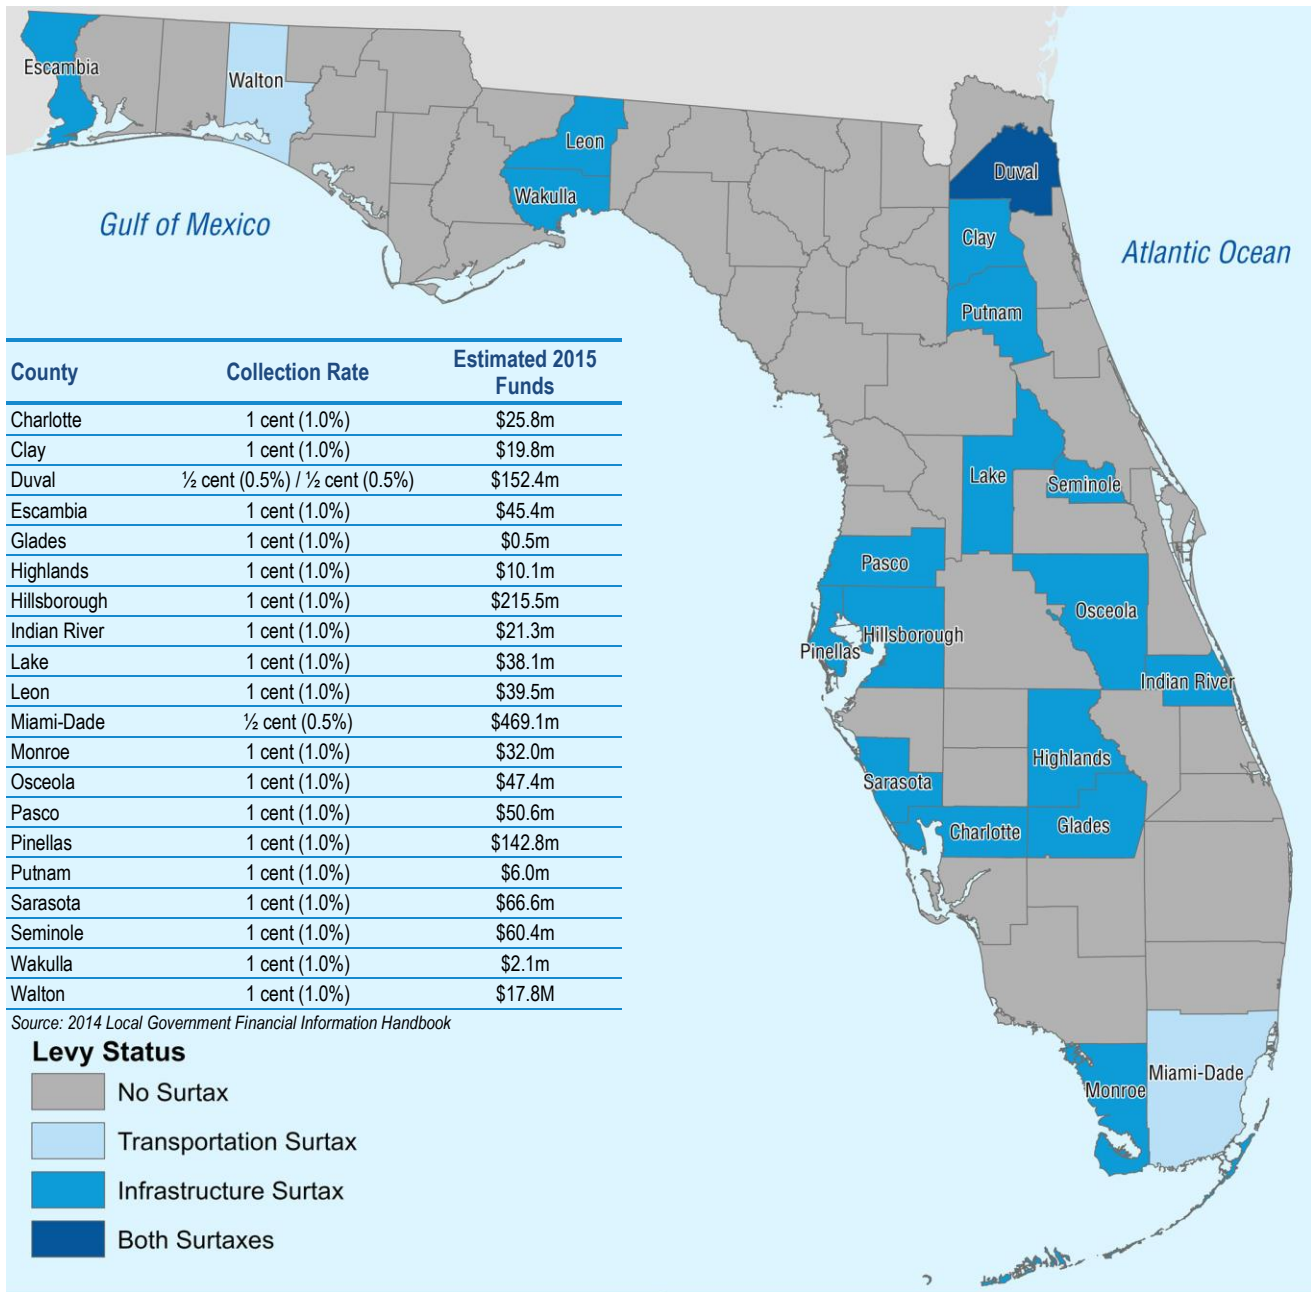 Escambia
Walton
Leon
Wakulla
Duval
Gulf of Mexico
Clay
Atlantic Ocean
Putnam
Lake
Seminole
Pasco
Osceola
Hillsborough
Pinellas
Indian River
Highlands
Sarasota
Charlotte
Glades
Miami-Dade
Monroe
County Collection Rate Estimated 2015
Funds
Charlotte 1 cent (1.0%) $25.8m
Clay 1 cent (1.0%) $19.8m
Duval ½ cent (0.5%) / ½ cent (0.5%) $152.4m
Escambia 1 cent (1.0%) $45.4m
Glades 1 cent (1.0%) $0.5m
Highlands 1 cent (1.0%) $10.1m
Hillsborough 1 cent (1.0%) $215.5m
Indian River 1 cent (1.0%) $21.3m
Lake 1 cent (1.0%) $38.1m
Leon 1 cent (1.0%) $39.5m
Miami-Dade ½ cent (0.5%) $469.1m
Monroe 1 cent (1.0%) $32.0m
Osceola 1 cent (1.0%) $47.4m
Pasco 1 cent (1.0%) $50.6m
Pinellas 1 cent (1.0%) $142.8m
Putnam 1 cent (1.0%) $6.0m
Sarasota 1 cent (1.0%) $66.6m
Seminole 1 cent (1.0%) $60.4m
Wakulla 1 cent (1.0%) $2.1m
Walton 1 cent (1.0%) $17.8M
Source: 2014 Local Government Financial Information Handbook
Levy Status
No Surtax
Transportation Surtax
Infrastructure Surtax
Both Surtaxes